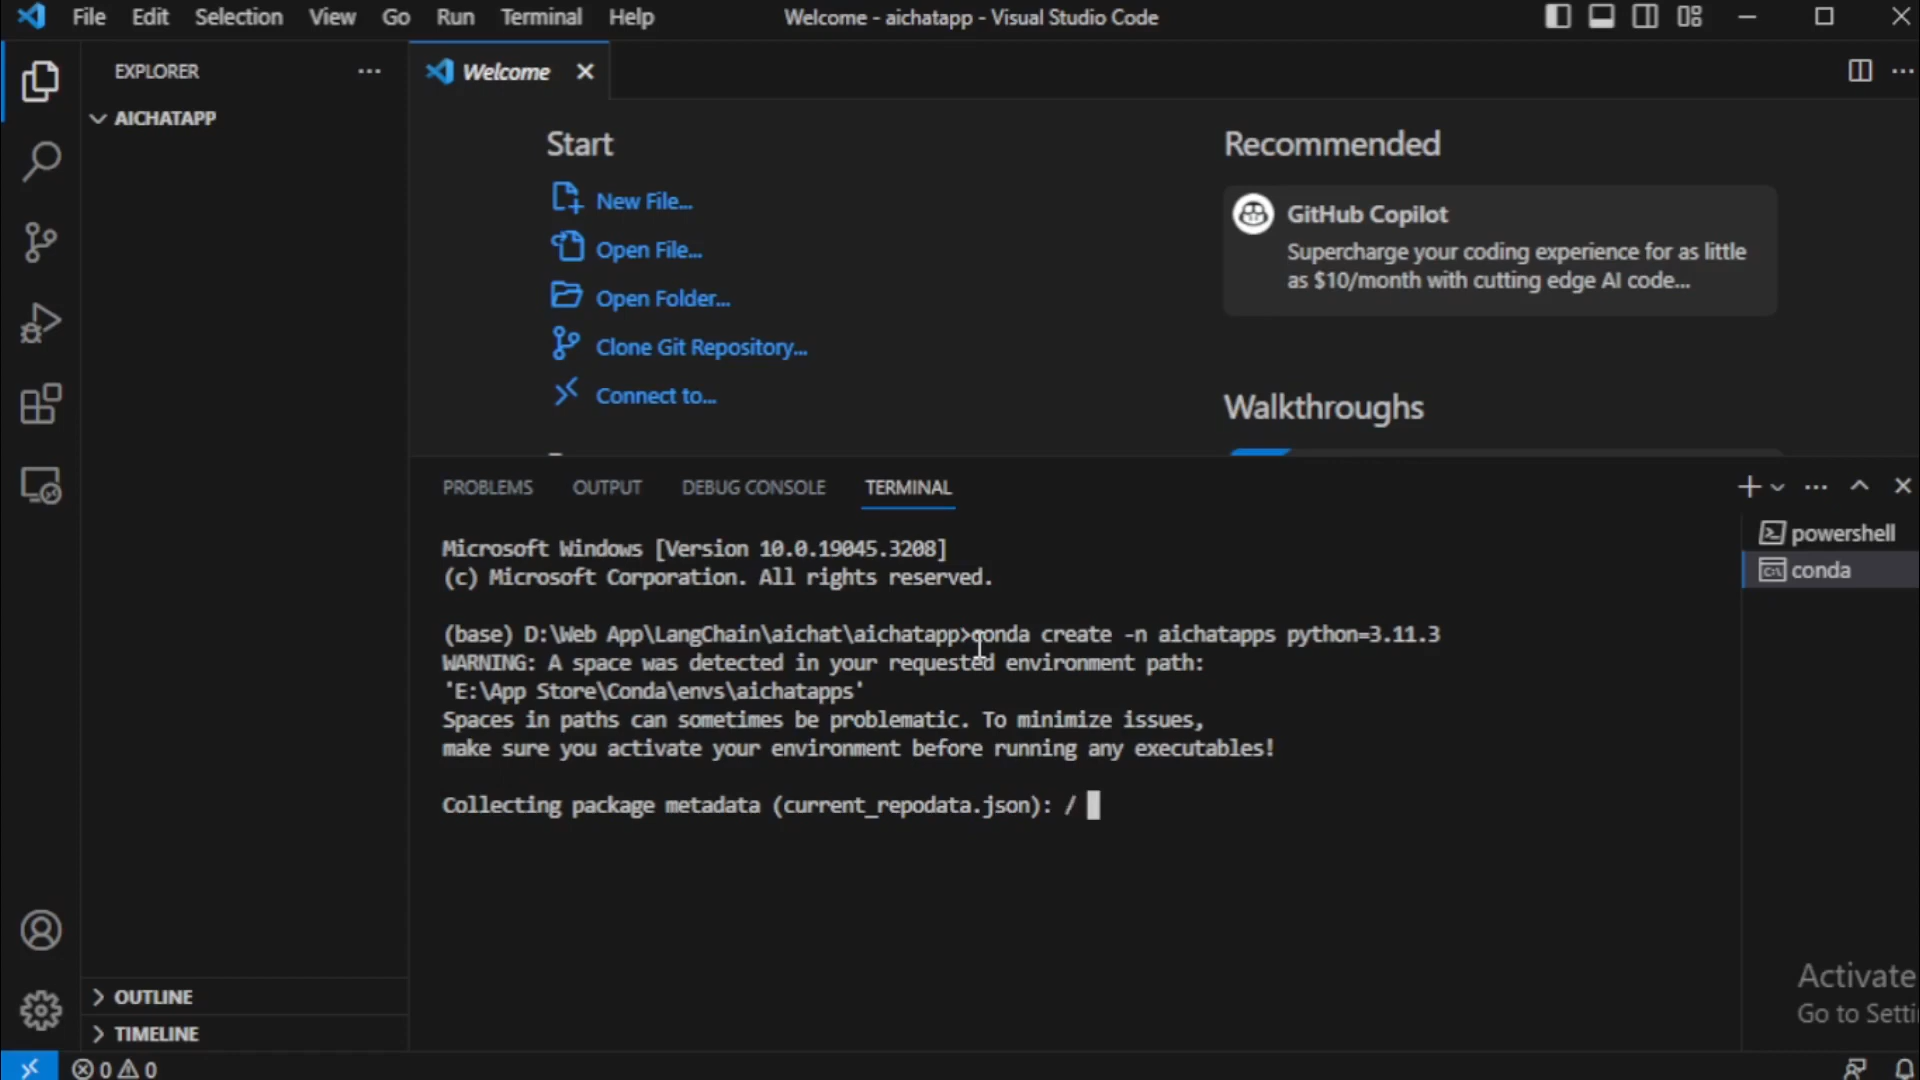 File Edit Selection View Go Run Terminal Help
Welcome - aichatapp - Visual Studio Code
EXPLORER
AICHATAPP
Welcome
Start
New File...
Open File...
Open Folder...
Clone Git Repository...
Connect to...
Recommended
GitHub Copilot
Supercharge your coding experience for as little
as $10/month with cutting edge AI code...
Walkthroughs
PROBLEMS OUTPUT DEBUG CONSOLE TERMINAL
Microsoft Windows [Version 10.0.19045.3208]
(c) Microsoft Corporation. All rights reserved.
(base) D:\Web App\LangChain\aichat\aichatapp>conda create -n aichatapps python=3.11.3
WARNING: A space was detected in your requested environment path:
'E:\App Store\Conda\envs\aichatapps'
Spaces in paths can sometimes be problematic. To minimize issues,
make sure you activate your environment before running any executables!
Collecting package metadata (current_repodata.json): /
powershell
conda
Activate
Go to Setti
OUTLINE
TIMELINE
0 0